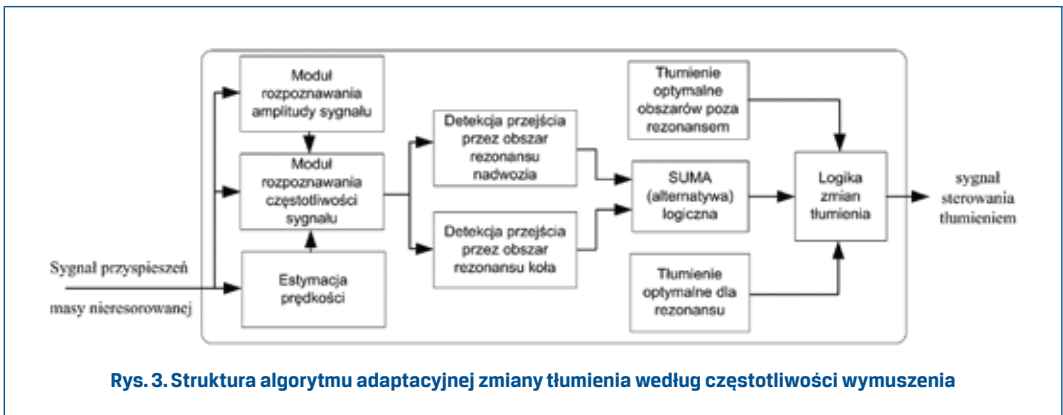 Moduł
rozpoznawania
amplitudy sygnału
Moduł
rozpoznawania
częstotliwości
sygnału
Estymacja
prędkości
Sygnał przyspieszeń
masy nieresorowanej
Detekcja przejścia
przez obszar
rezonansu
nadwozia
Detekcja przejścia
przez obszar
rezonansu koła
Tłumienie
optymalne
obszarów poza
rezonansem
SUMA
(alternatywa)
logiczna
Tłumienie
optymalne dla
rezonansu
Logika
zmian
tłumienia
sygnał
sterowania
tłumieniem
Rys. 3. Struktura algorytmu adaptacyjnej zmiany tłumienia według częstotliwości wymuszenia